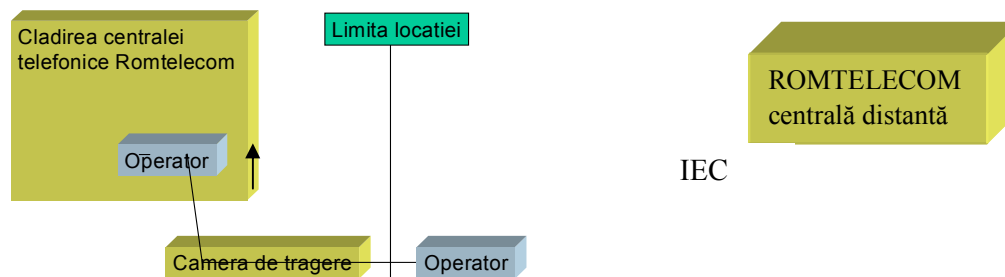 Cladirea centralei
telefonice Romtelecom
Limita locatiei
ROMTELECOM
centrală distantă
Operator
IEC
Camera de tragere
Operator